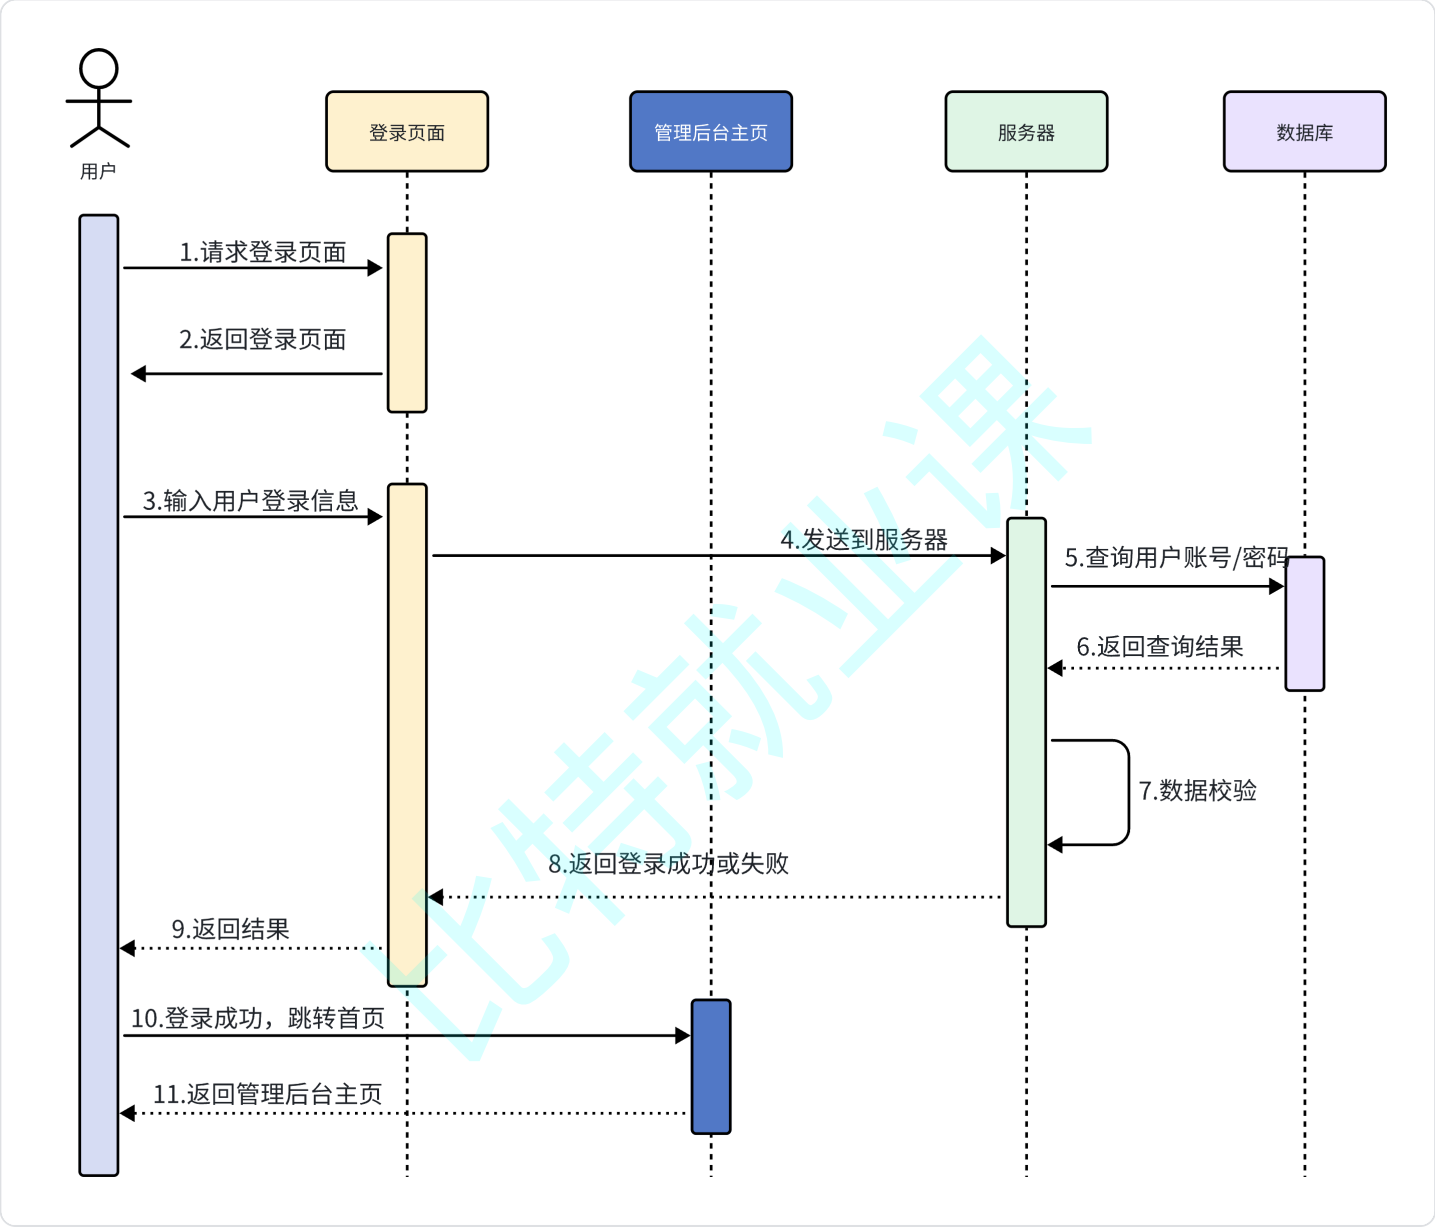 登录页面
管理后台主页
服务器
数据库
用户
1.请求登录页面
2.返回登录页面
3.输入用户登录信息
4.发送到服务器
5.查询用户账号/密码
6.返回查询结果
7.数据校验
8.返回登录成功或失败
9.返回结果
10.登录成功，跳转首页
11.返回管理后台主页
比特就业课